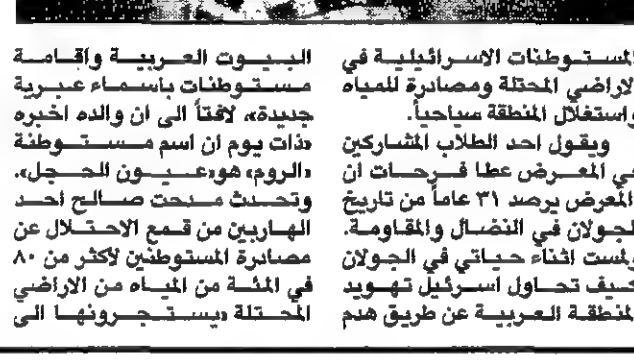 المستوطنات الاسرائيلية في
الاراضي المحتلة ومصادرة للمياه
واستغلال المنطقة سياحياً.
ويقول احد الطلاب المشاركين
في المعرض عطا فرحات ان
المعرض يرصد ٣١ عاماً من تاريخ
الجولان في النضال والمقاومة.
ولمست اثناء حياتي في الجولان
كيف تحاول اسرئيل تهويد
المنطقة العربية عن طريق هدم
البيوت العربية واقامة
مستوطنات باسماء عبرية
جديدة»، لافتاً الى ان والده اخبره
«ذات يوم ان اسم مستوطنة
«الروم» هو«عيون الحجل».
وتحدث مدحت صالح احد
الهاربين من قمع الاحتلال عن
مصادرة المستوطنين لاكثر من ٨٠
في المئة من المياه من الاراضي
المحتلة «يستجرونها الى